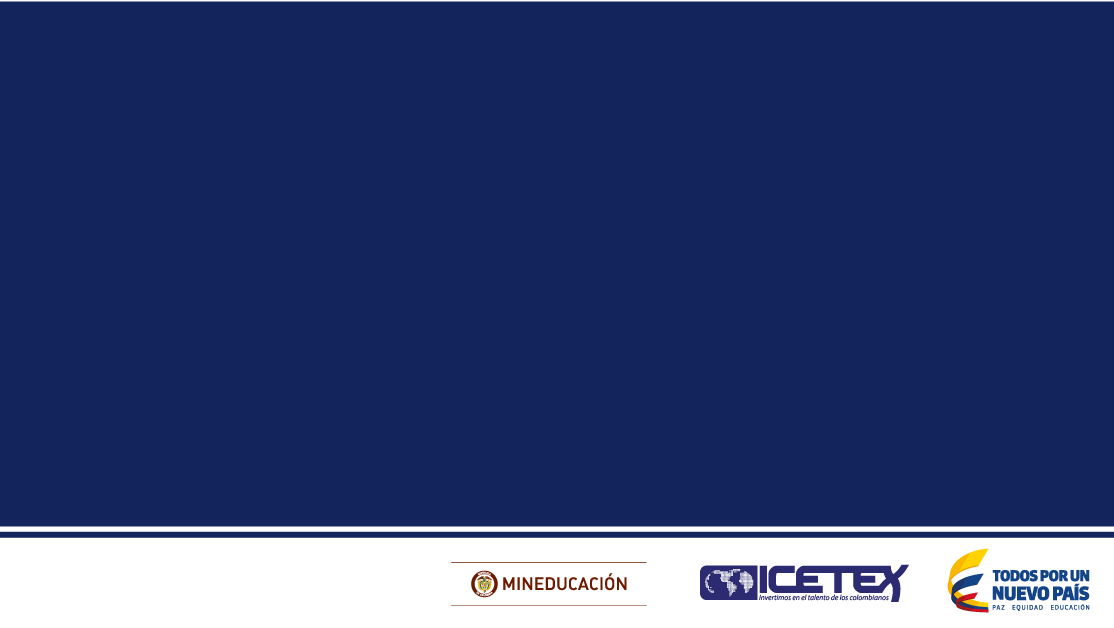 MINEDUCACIÓN
ICETEX
Invertimos en el talento de los colombianos
TODOS POR UN
NUEVO PAÍS
PAZ EQUIDAD EDUCACIÓN